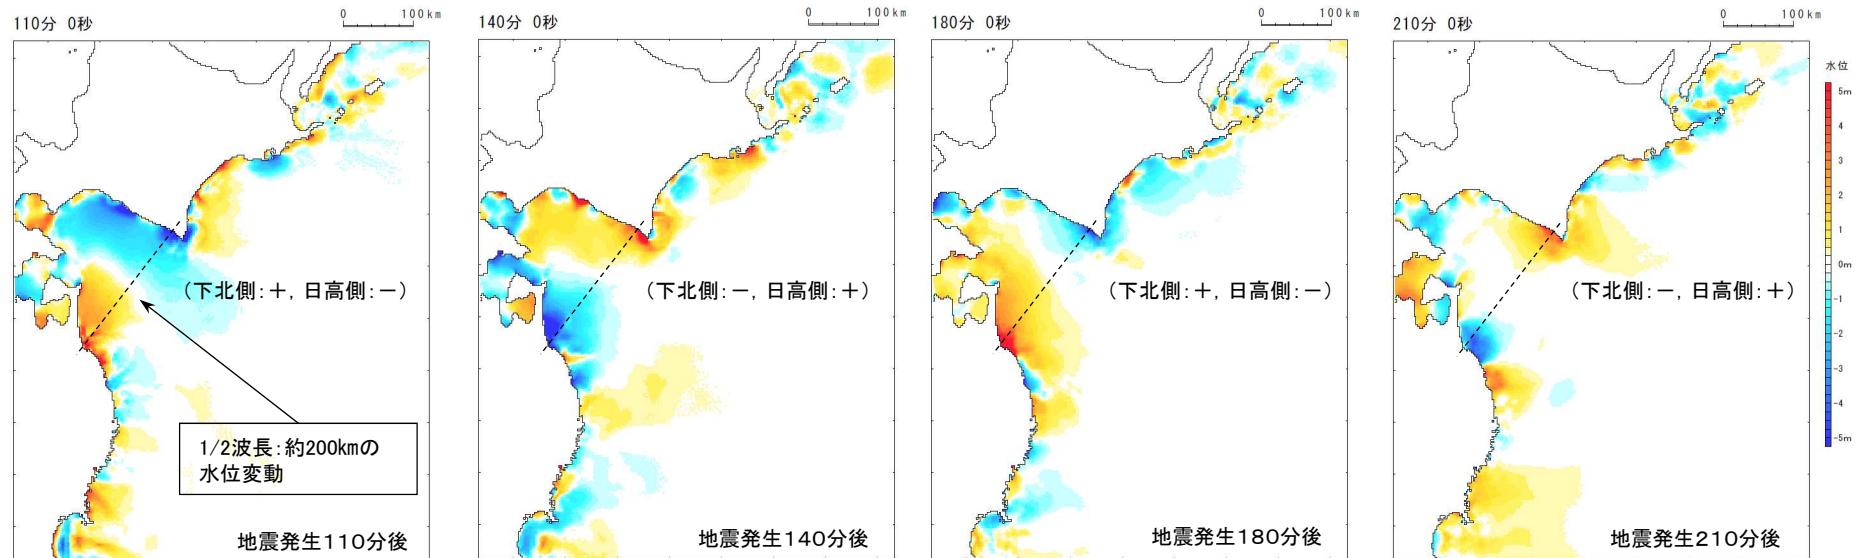 110分 0秒
0 100km
(下北側:+, 日高側:-)
1/2波長:約200kmの
水位変動
地震発生110分後
140分 0秒
0 100km
(下北側:-, 日高側:+)
地震発生140分後
180分 0秒
0 100km
(下北側:+, 日高側:-)
地震発生180分後
210分 0秒
0 100km
(下北側:-, 日高側:+)
地震発生210分後
水位
5m
4
3
2
1
0m
-1
-2
-3
-4
-5m